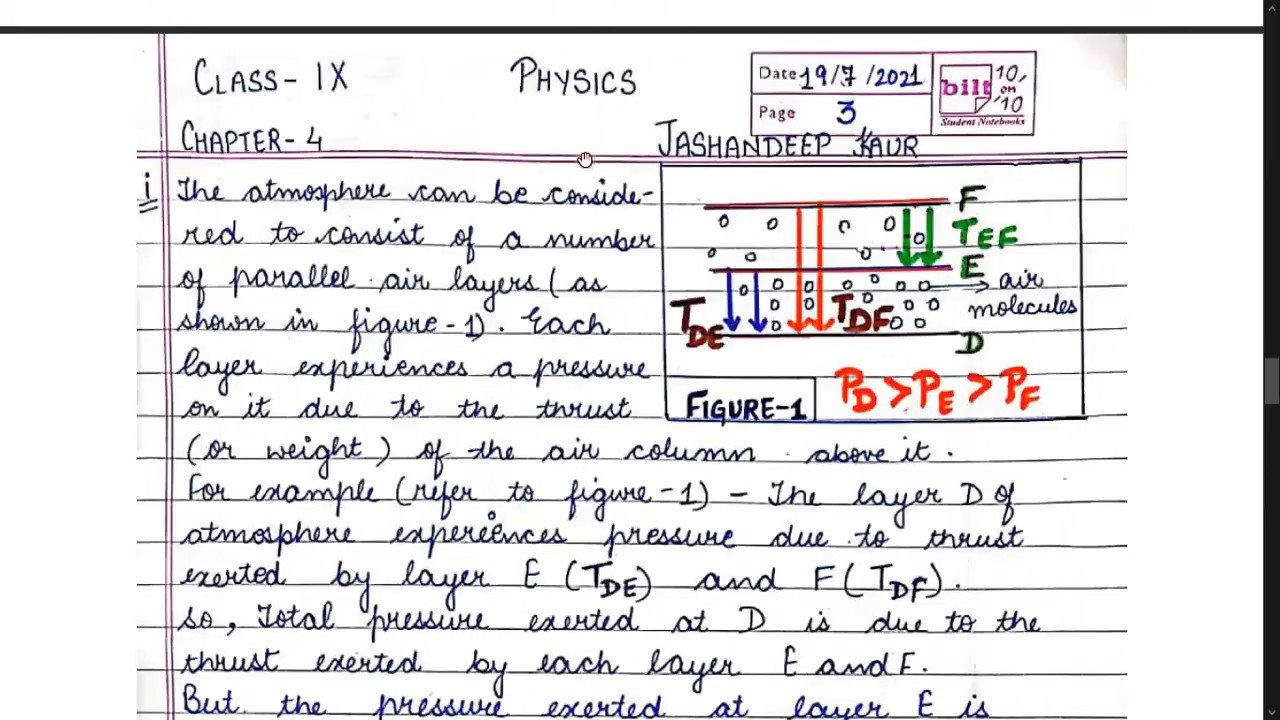 CLASS- IX PHYSICS Date 19/7/2021 bilt 10, on '10
Page 3 Student Notebooks
CHAPTER- 4 JASHANDEEP KAUR
i The atmosphere can be conside-
red to consist of a number
of parallel air layers (as
shown in figure-1). Each
layer experiences a pressure
on it due to the thrust
F
TEF
E
air
molecules
TDE TDF
D
FIGURE-1 PD > PE > PF
(or weight) of the air column above it.
For example (refer to figure-1) - The layer D of
atmosphere experiences pressure due to thrust
exerted by layer E (TDE) and F (TDF).
So, Total pressure exerted at D is due to the
thrust exerted by each layer E and F.
But the pressure exerted at layer E is